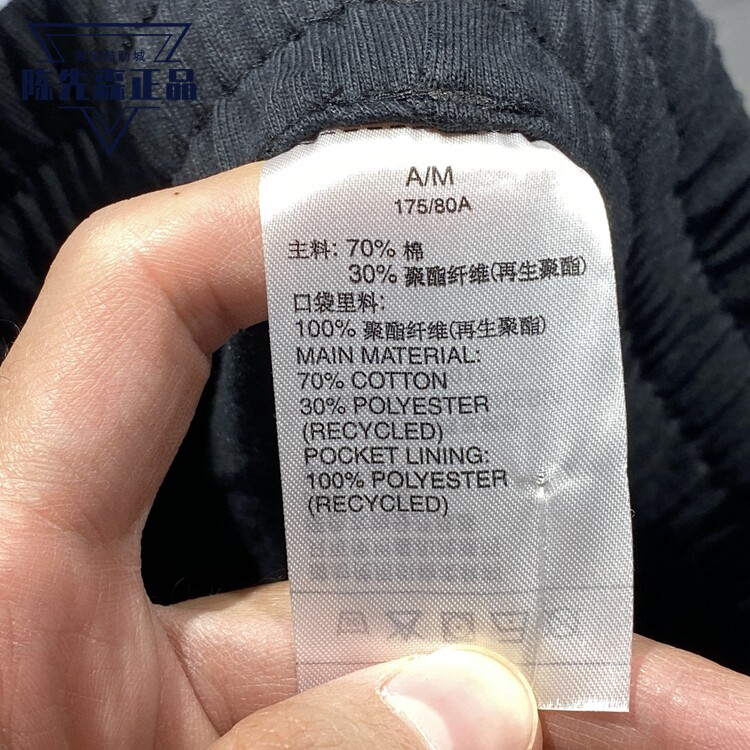 陈先森正品
A/M
175/80A
主料: 70% 棉
30% 聚酯纤维(再生聚酯)
口袋里料:
100% 聚酯纤维(再生聚酯)
MAIN MATERIAL:
70% COTTON
30% POLYESTER
(RECYCLED)
POCKET LINING:
100% POLYESTER
(RECYCLED)